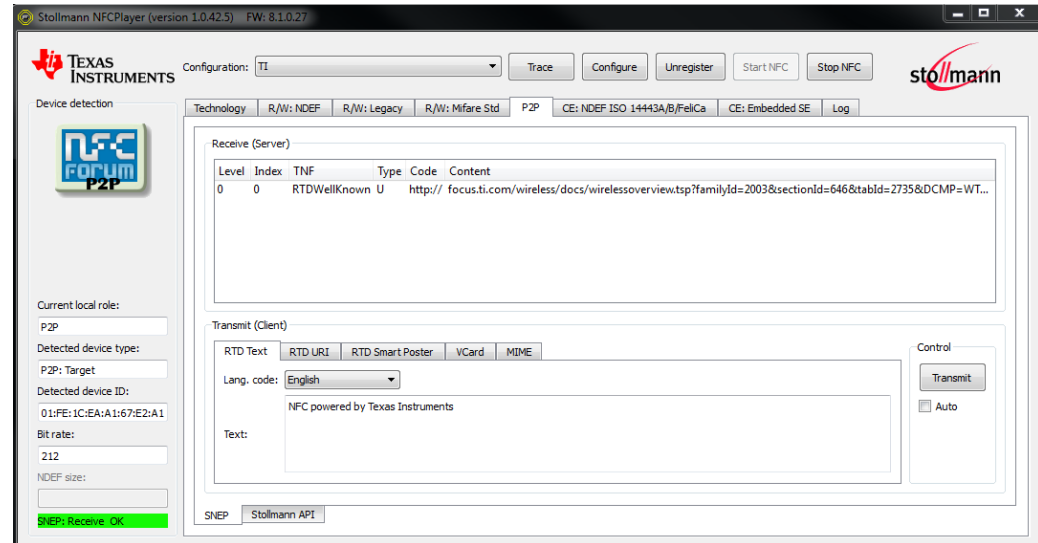 Stollmann NFCPlayer (version 1.0.42.5) FW: 8.1.0.27
TEXAS
INSTRUMENTS
Configuration: TI
Trace
Configure
Unregister
Start NFC
Stop NFC
stollmann
Device detection
NFC
FORUM
P2P
Technology
R/W: NDEF
R/W: Legacy
R/W: Mifare Std
P2P
CE: NDEF ISO 14443A/B/FeliCa
CE: Embedded SE
Log
Receive (Server)
Level Index TNF Type Code Content
0 0 RTDWellKnown U http:// focus.ti.com/wireless/docs/wirelessoverview.tsp?familyId=2003&sectionId=646&tabId=2735&DCMP=WT...
Current local role:
P2P
Detected device type:
P2P: Target
Detected device ID:
01:FE:1C:EA:A1:67:E2:A1
Bit rate:
212
NDEF size:
SNEP: Receive OK
Transmit (Client)
RTD Text
RTD URI
RTD Smart Poster
VCard
MIME
Lang. code: English
Text:
NFC powered by Texas Instruments
Control
Transmit
Auto
SNEP
Stollmann API